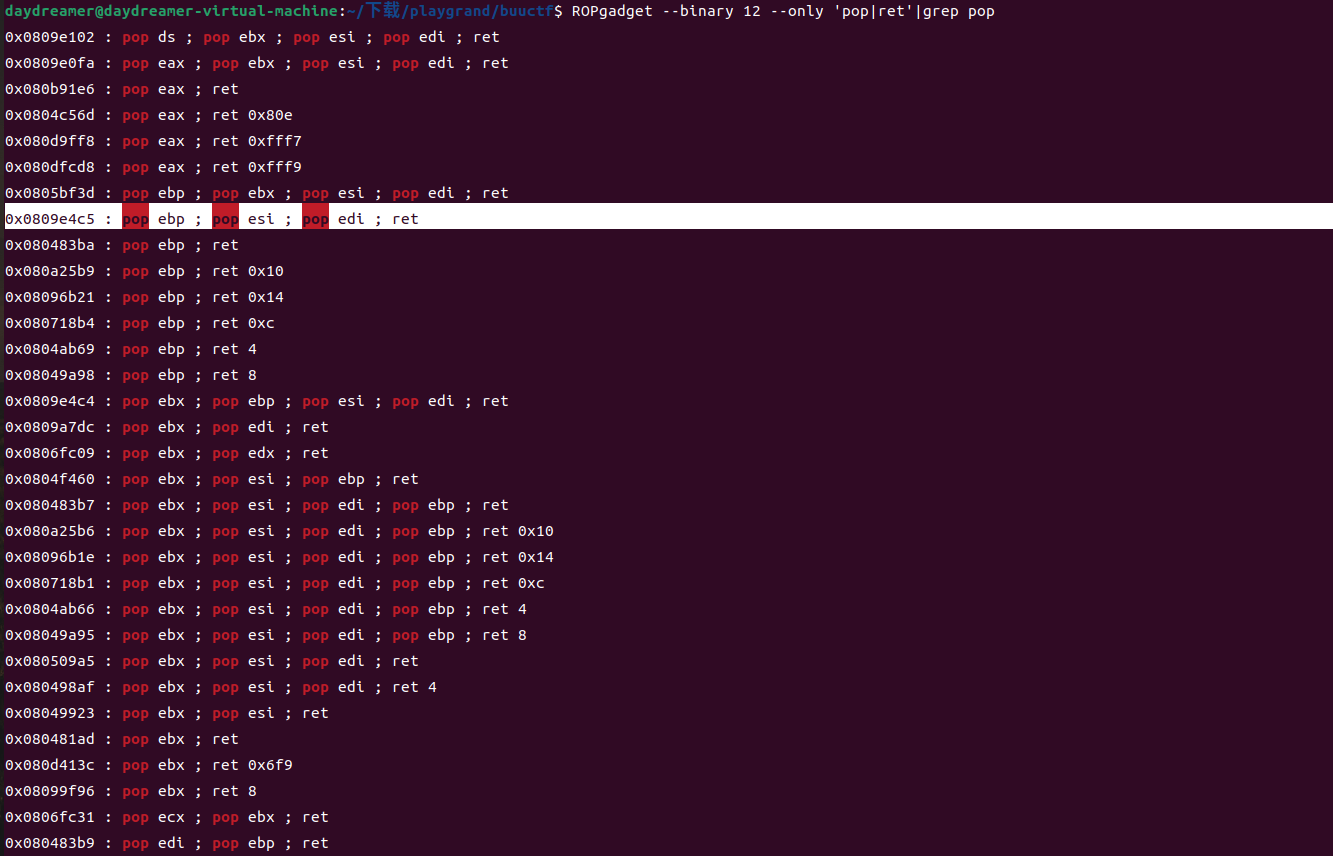 daydreamer@daydreamer-virtual-machine:~/下载/playgrand/buuctf$ ROPgadget --binary 12 --only 'pop|ret'|grep pop
0x0809e102 : pop ds ; pop ebx ; pop esi ; pop edi ; ret
0x0809e0fa : pop eax ; pop ebx ; pop esi ; pop edi ; ret
0x080b91e6 : pop eax ; ret
0x0804c56d : pop eax ; ret 0x80e
0x080d9ff8 : pop eax ; ret 0xfff7
0x080dfcd8 : pop eax ; ret 0xfff9
0x0805bf3d : pop ebp ; pop ebx ; pop esi ; pop edi ; ret
0x0809e4c5 : pop ebp ; pop esi ; pop edi ; ret
0x080483ba : pop ebp ; ret
0x080a25b9 : pop ebp ; ret 0x10
0x08096b21 : pop ebp ; ret 0x14
0x080718b4 : pop ebp ; ret 0xc
0x0804ab69 : pop ebp ; ret 4
0x08049a98 : pop ebp ; ret 8
0x0809e4c4 : pop ebx ; pop ebp ; pop esi ; pop edi ; ret
0x0809a7dc : pop ebx ; pop edi ; ret
0x0806fc09 : pop ebx ; pop edx ; ret
0x0804f460 : pop ebx ; pop esi ; pop ebp ; ret
0x080483b7 : pop ebx ; pop esi ; pop edi ; pop ebp ; ret
0x080a25b6 : pop ebx ; pop esi ; pop edi ; pop ebp ; ret 0x10
0x08096b1e : pop ebx ; pop esi ; pop edi ; pop ebp ; ret 0x14
0x080718b1 : pop ebx ; pop esi ; pop edi ; pop ebp ; ret 0xc
0x0804ab66 : pop ebx ; pop esi ; pop edi ; pop ebp ; ret 4
0x08049a95 : pop ebx ; pop esi ; pop edi ; pop ebp ; ret 8
0x080509a5 : pop ebx ; pop esi ; pop edi ; ret
0x080498af : pop ebx ; pop esi ; pop edi ; ret 4
0x08049923 : pop ebx ; pop esi ; ret
0x080481ad : pop ebx ; ret
0x080d413c : pop ebx ; ret 0x6f9
0x08099f96 : pop ebx ; ret 8
0x0806fc31 : pop ecx ; pop ebx ; ret
0x080483b9 : pop edi ; pop ebp ; ret